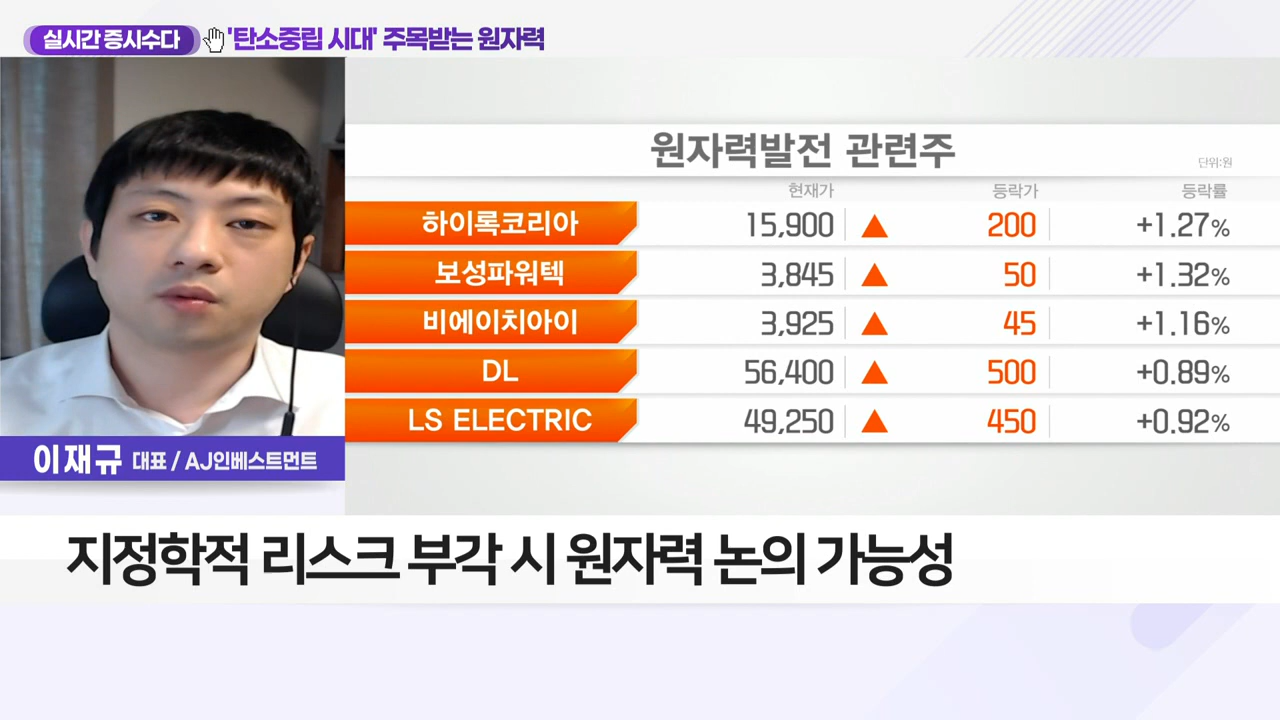 실시간 증시수다 '탄소중립 시대' 주목받는 원자력
원자력발전 관련주
단위:원
현재가 등락가 등락률
하이록코리아 15,900 ▲ 200 +1.27%
보성파워텍 3,845 ▲ 50 +1.32%
비에이치아이 3,925 ▲ 45 +1.16%
DL 56,400 ▲ 500 +0.89%
LS ELECTRIC 49,250 ▲ 450 +0.92%
이재규 대표 / AJ인베스트먼트
지정학적 리스크 부각 시 원자력 논의 가능성